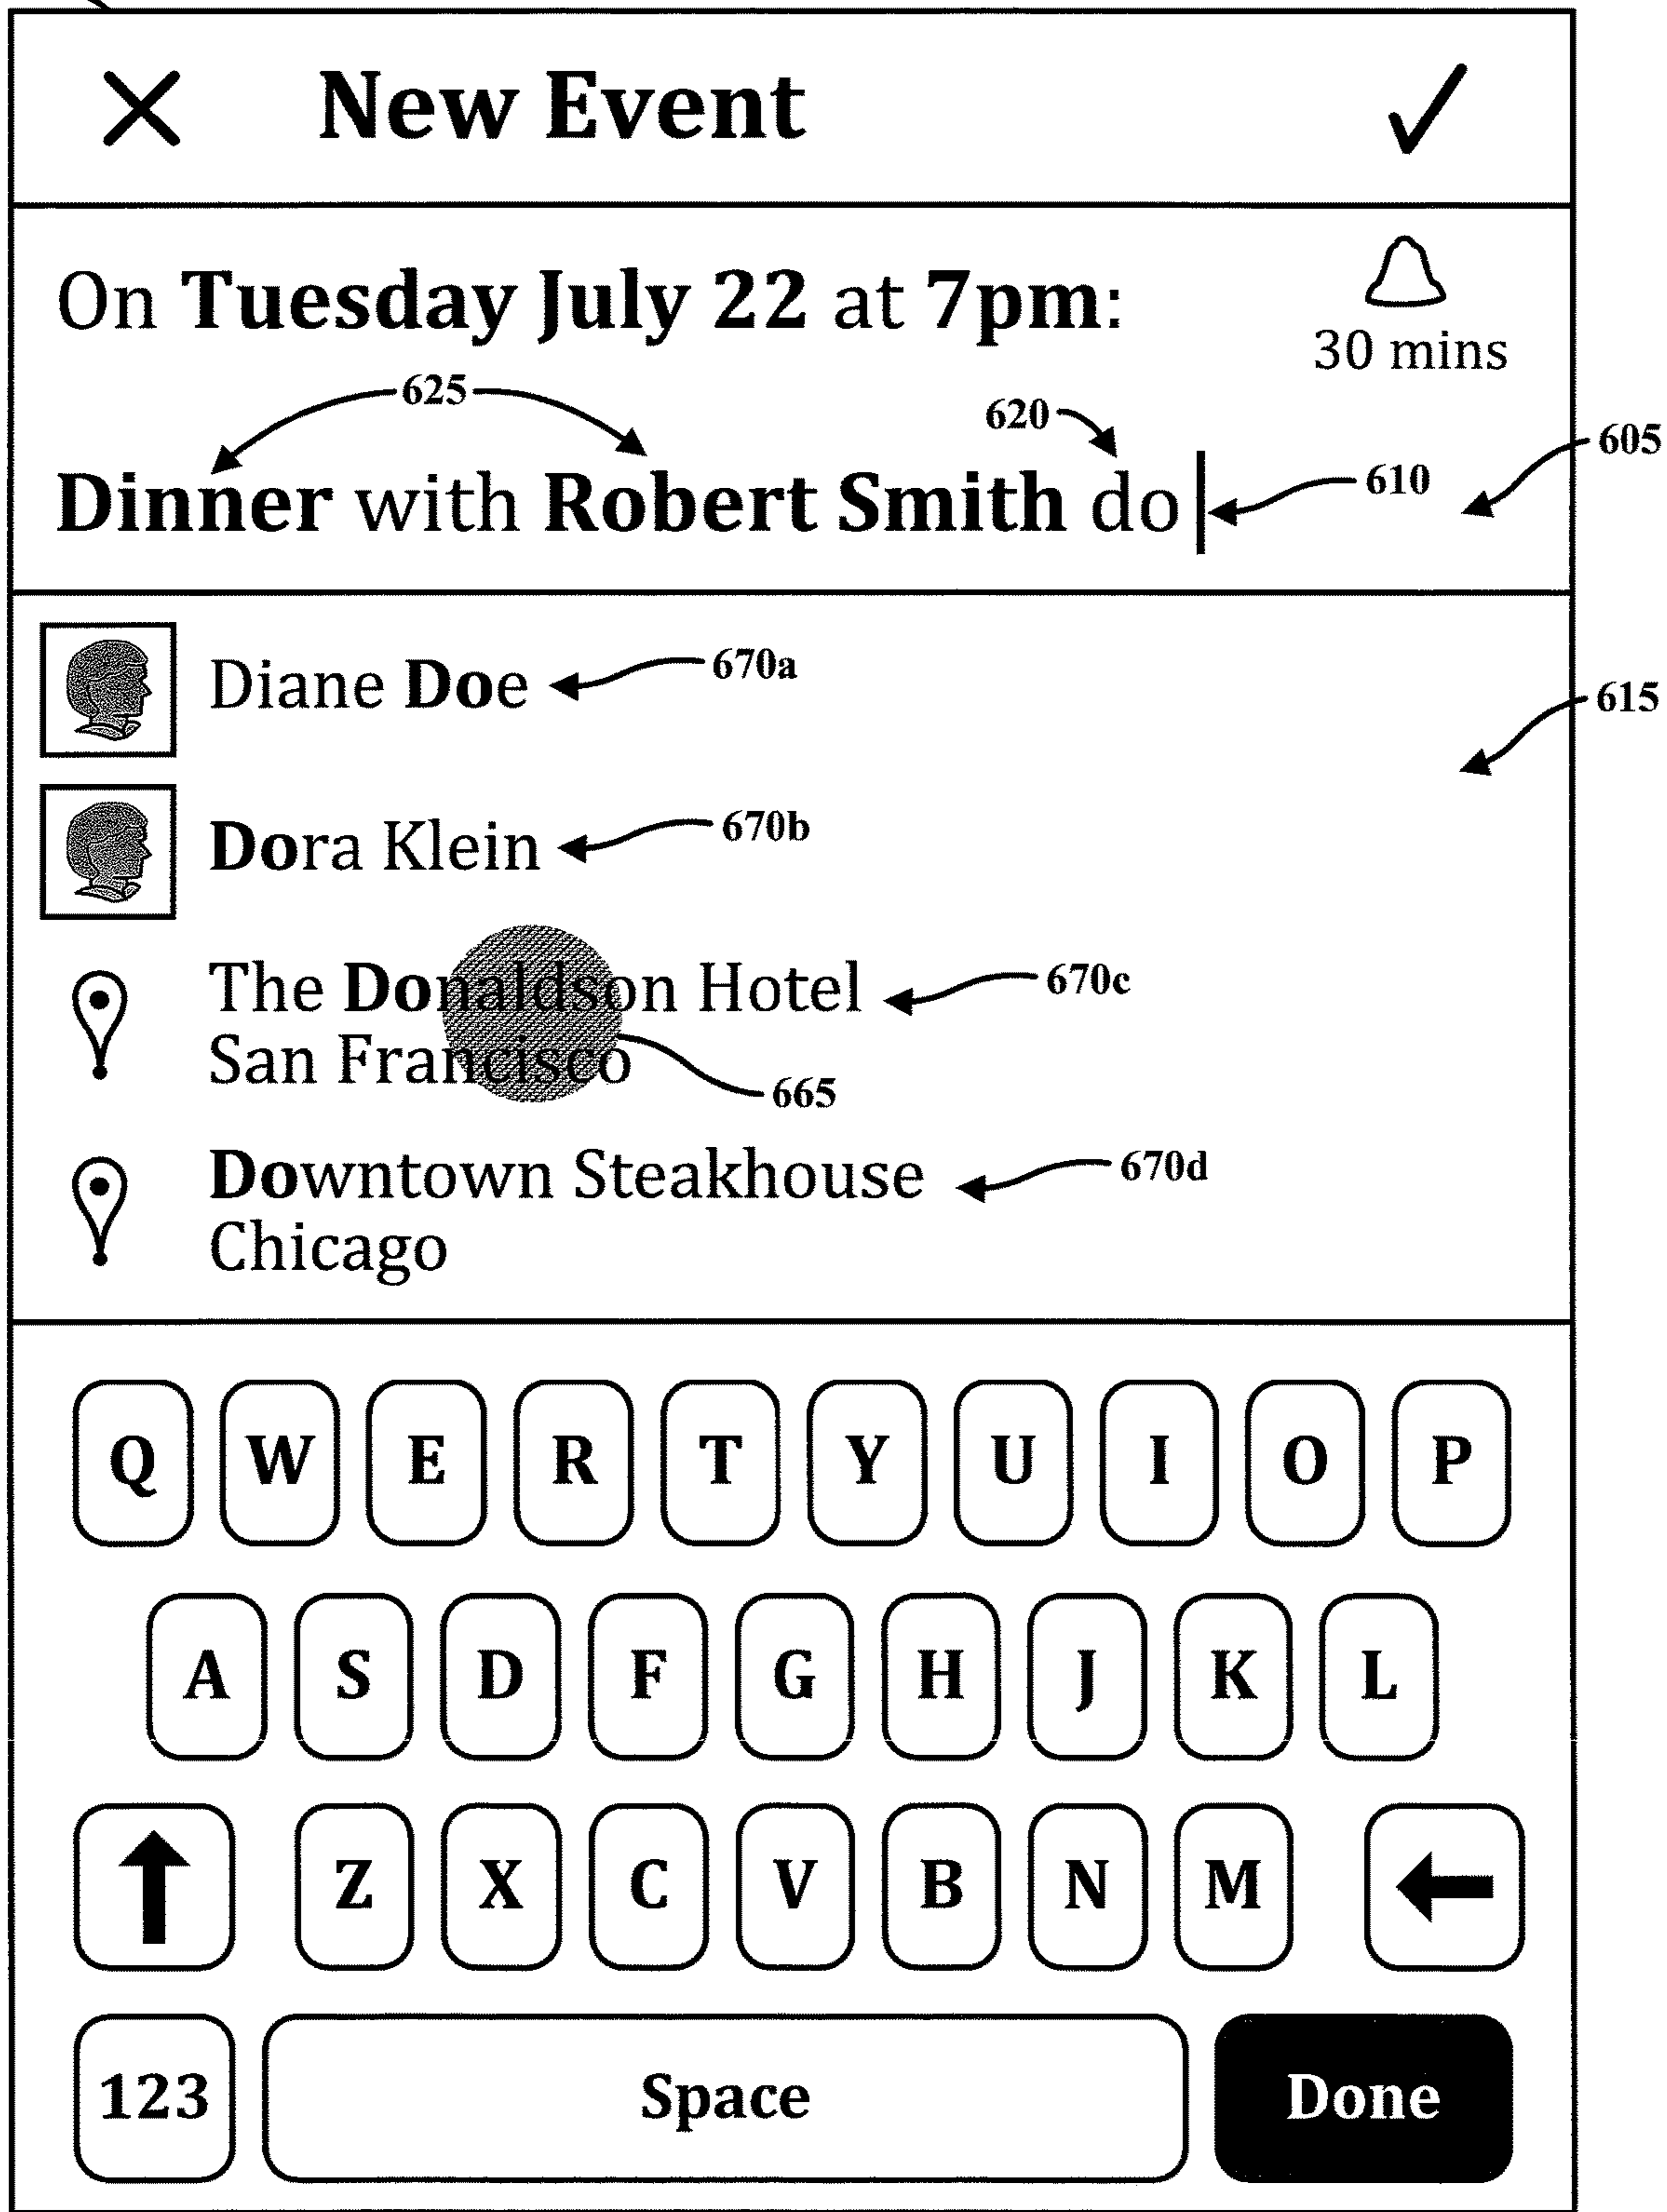 New Event
On Tuesday July 22 at 7pm:
30 mins
625
620
605
Dinner with Robert Smith do
610
Diane Doe
670a
615
Dora Klein
670b
The Donaldson Hotel
670c
San Francisco
665
Downtown Steakhouse
670d
Chicago
Q W E R T Y U I O P
A S D F G H J K L
Z X C V B N M
123 Space Done